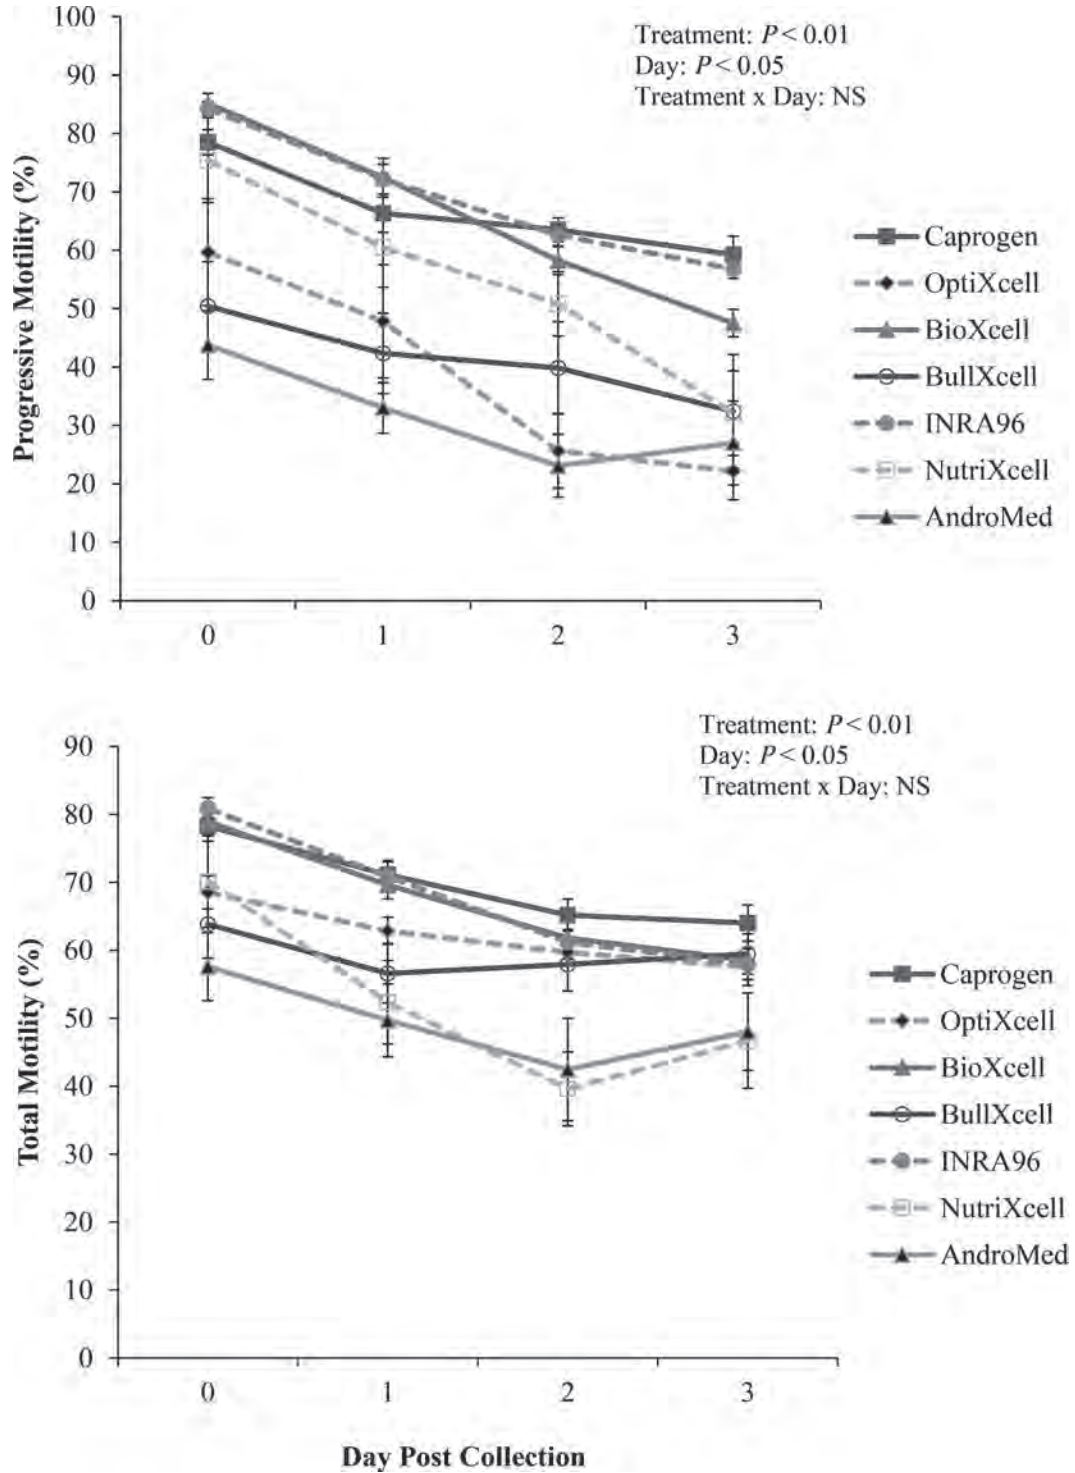 100
90
80
70
60
50
40
30
20
10
0
Progressive Motility (%)
Treatment: P < 0.01
Day: P < 0.05
Treatment x Day: NS
Caprogen
OptiXcell
BioXcell
BullXcell
INRA96
NutriXcell
AndroMed
0 1 2 3
90
80
70
60
50
40
30
20
10
0
Total Motility (%)
Treatment: P < 0.01
Day: P < 0.05
Treatment x Day: NS
Caprogen
OptiXcell
BioXcell
BullXcell
INRA96
NutriXcell
AndroMed
0 1 2 3
Day Post Collection